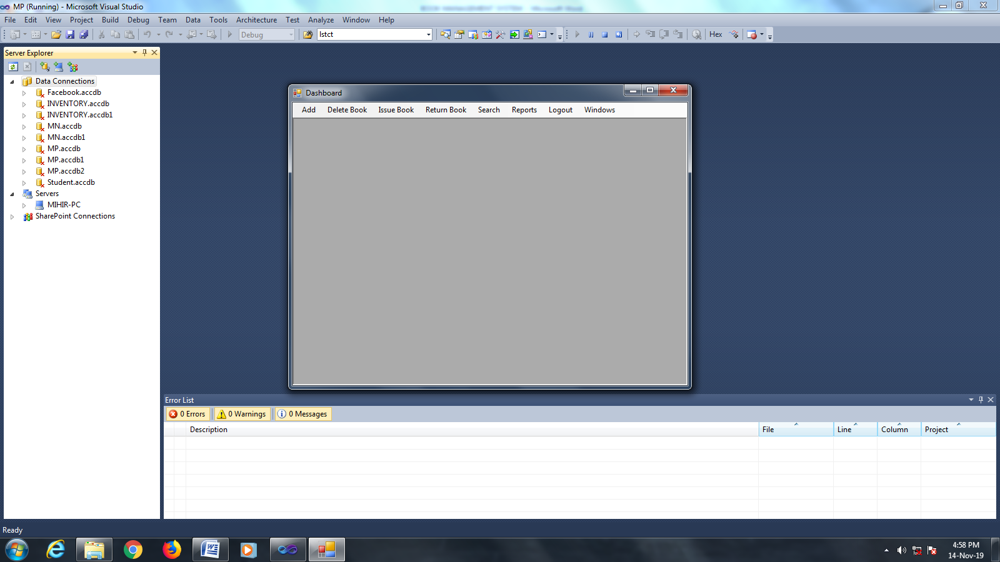 MP (Running) - Microsoft Visual Studio
File Edit View Project Build Debug Team Data Tools Architecture Test Analyze Window Help
Debug lstct Hex
Server Explorer
Data Connections
Facebook.accdb
INVENTORY.accdb
INVENTORY.accdb1
MN.accdb
MN.accdb1
MP.accdb
MP.accdb1
MP.accdb2
Student.accdb
Servers
MIHIR-PC
SharePoint Connections
Dashboard
Add Delete Book Issue Book Return Book Search Reports Logout Windows
Error List
0 Errors 0 Warnings 0 Messages
Description File Line Column Project
Ready
4:58 PM
14-Nov-19